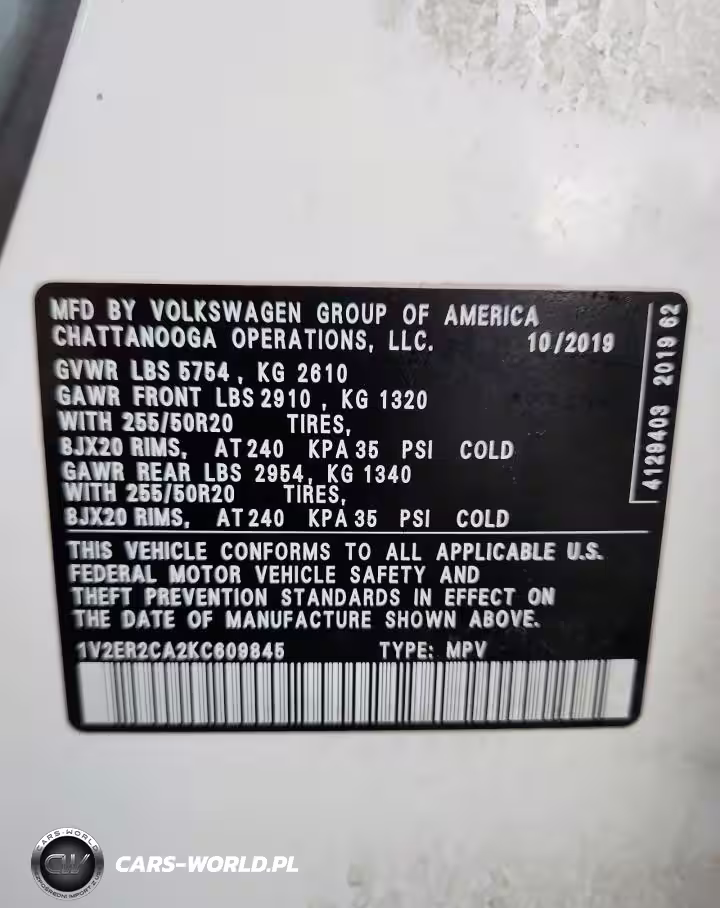 MFD BY VOLKSWAGEN GROUP OF AMERICA
CHATTANOOGA OPERATIONS, LLC. 10/2019
GVWR LBS 5754, KG 2610
GAWR FRONT LBS 2910, KG 1320
WITH 255/50R20 TIRES,
8JX20 RIMS, AT 240 KPA 35 PSI COLD
GAWR REAR LBS 2954, KG 1340
WITH 255/50R20 TIRES,
8JX20 RIMS, AT 240 KPA 35 PSI COLD
4129403 2019 62
THIS VEHICLE CONFORMS TO ALL APPLICABLE U.S.
FEDERAL MOTOR VEHICLE SAFETY AND
THEFT PREVENTION STANDARDS IN EFFECT ON
THE DATE OF MANUFACTURE SHOWN ABOVE.
1V2ER2CA2KC609845 TYPE: MPV
CARS-WORLD
CW
CARS-WORLD.PL